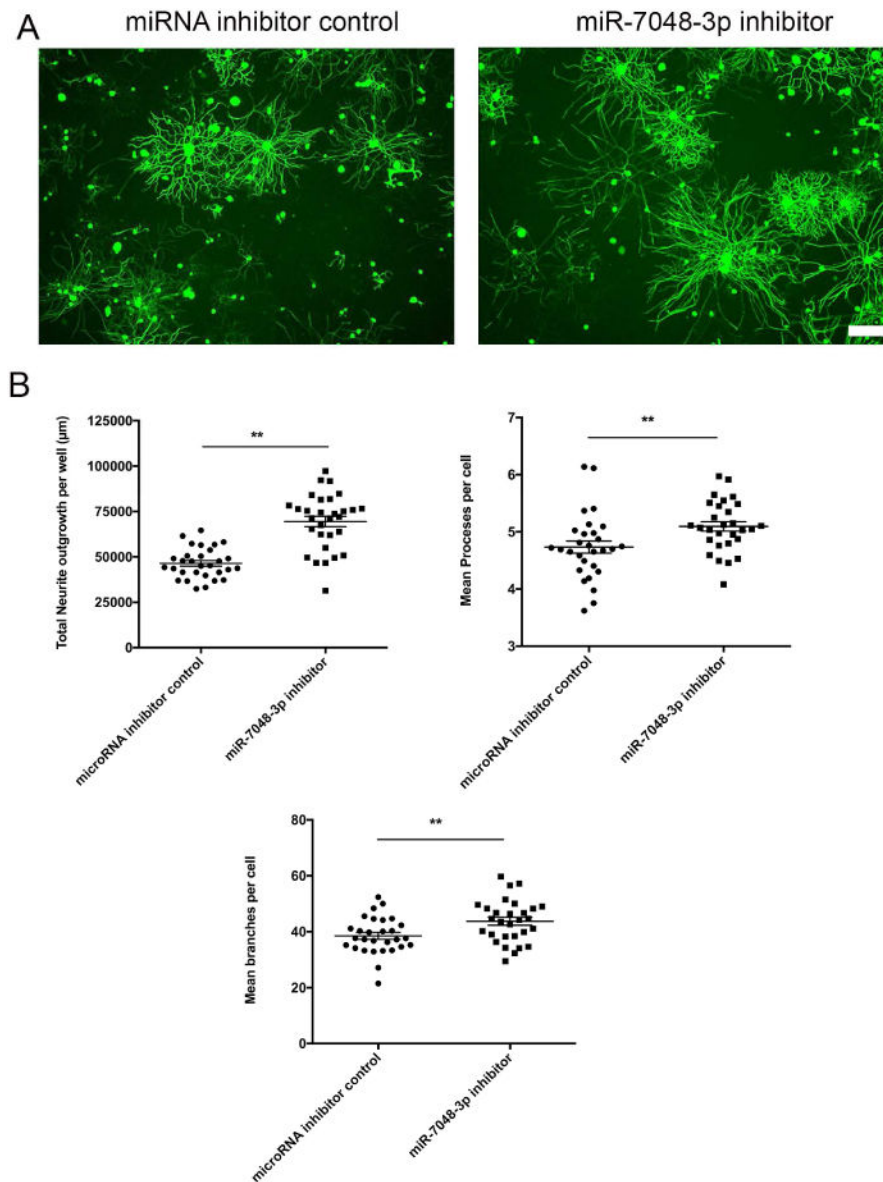 A
miRNA inhibitor control
miR-7048-3p inhibitor
B
Total Neurite outgrowth per well (µm)
125000
100000
75000
50000
25000
0
**
microRNA inhibitor control
miR-7048-3p inhibitor
Mean Proceses per cell
7
6
5
4
3
**
microRNA inhibitor control
miR-7048-3p inhibitor
Mean branches per cell
80
60
40
20
0
**
microRNA inhibitor control
miR-7048-3p inhibitor